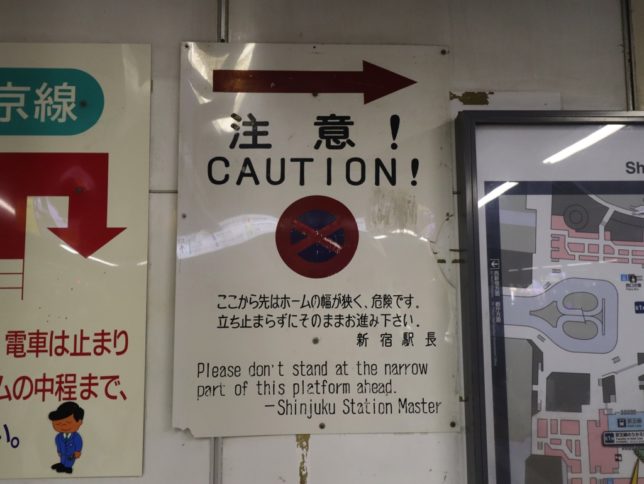 京線
電車は止まり
ムの中程まで、
い。
注意！
CAUTION!
ここから先はホームの幅が狭く、危険です．
立ち止まらずにそのままお進み下さい．
新宿駅長
Please don't stand at the narrow
part of this platform ahead.
—Shinjuku Station Master
Sh